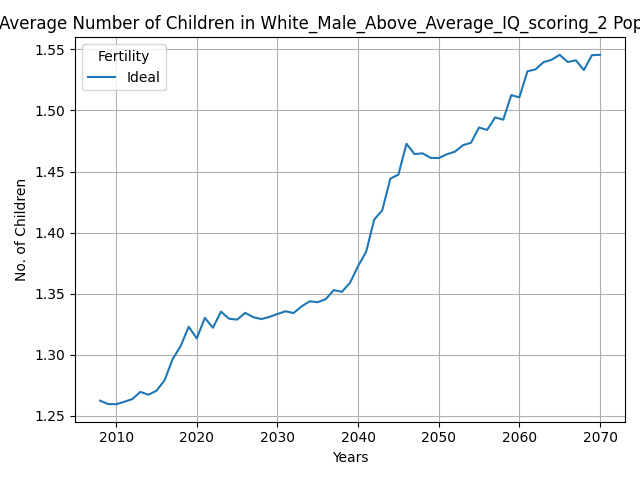 Average Number of Children in White_Male_Above_Average_IQ_scoring_2 Pop
Fertility
Ideal
No. of Children
1.55
1.50
1.45
1.40
1.35
1.30
1.25
2010 2020 2030 2040 2050 2060 2070
Years